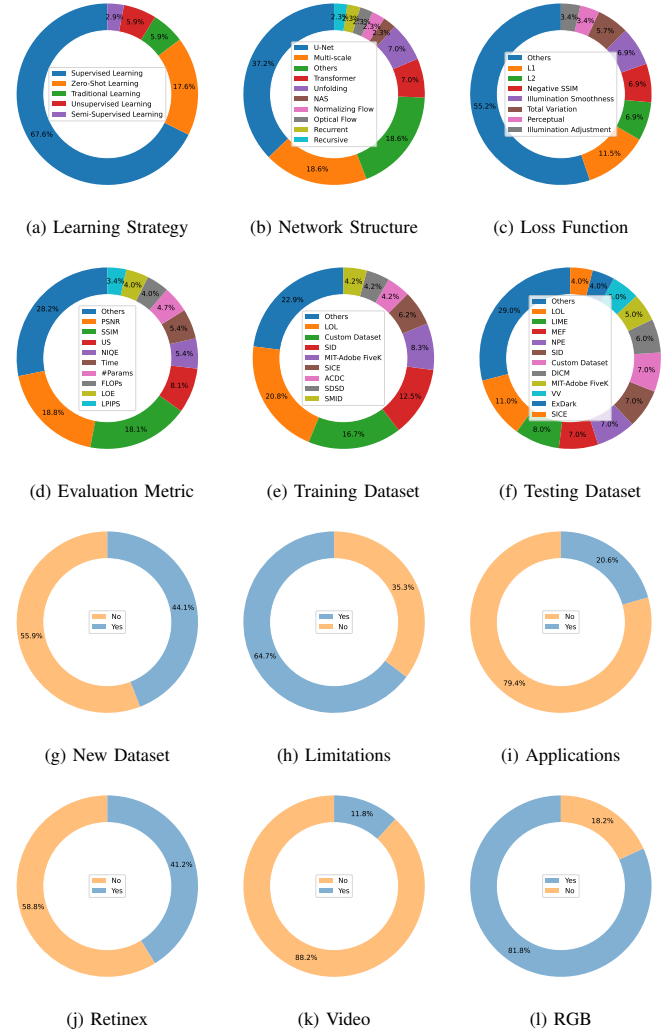 2.9%
5.9%
5.9%
17.6%
67.6%
Supervised Learning
Zero-Shot Learning
Traditional Learning
Unsupervised Learning
Semi-Supervised Learning
(a) Learning Strategy
2.3%
2.3%
2.3%
2.3%
2.3%
7.0%
7.0%
18.6%
18.6%
37.2%
U-Net
Multi-scale
Others
Transformer
Unfolding
NAS
Normalizing Flow
Optical Flow
Recurrent
Recursive
(b) Network Structure
3.4%
3.4%
5.7%
6.9%
6.9%
6.9%
11.5%
55.2%
Others
L1
L2
Negative SSIM
Illumination Smoothness
Total Variation
Perceptual
Illumination Adjustment
(c) Loss Function
3.4%
4.0%
4.0%
4.7%
5.4%
5.4%
8.1%
18.1%
18.8%
28.2%
Others
PSNR
SSIM
US
NIQE
Time
#Params
FLOPs
LOE
LPIPS
(d) Evaluation Metric
4.2%
4.2%
4.2%
6.2%
8.3%
12.5%
16.7%
20.8%
22.9%
Others
LOL
Custom Dataset
SID
MIT-Adobe FiveK
SICE
ACDC
SDSD
SMID
(e) Training Dataset
4.0%
4.0%
5.0%
6.0%
7.0%
7.0%
7.0%
7.0%
8.0%
11.0%
29.0%
Others
LOL
LIME
MEF
NPE
SID
Custom Dataset
DICM
MIT-Adobe FiveK
VV
ExDark
SICE
(f) Testing Dataset
44.1%
55.9%
No
Yes
(g) New Dataset
35.3%
64.7%
Yes
No
(h) Limitations
20.6%
79.4%
No
Yes
(i) Applications
41.2%
58.8%
No
Yes
(j) Retinex
11.8%
88.2%
No
Yes
(k) Video
18.2%
81.8%
Yes
No
(l) RGB